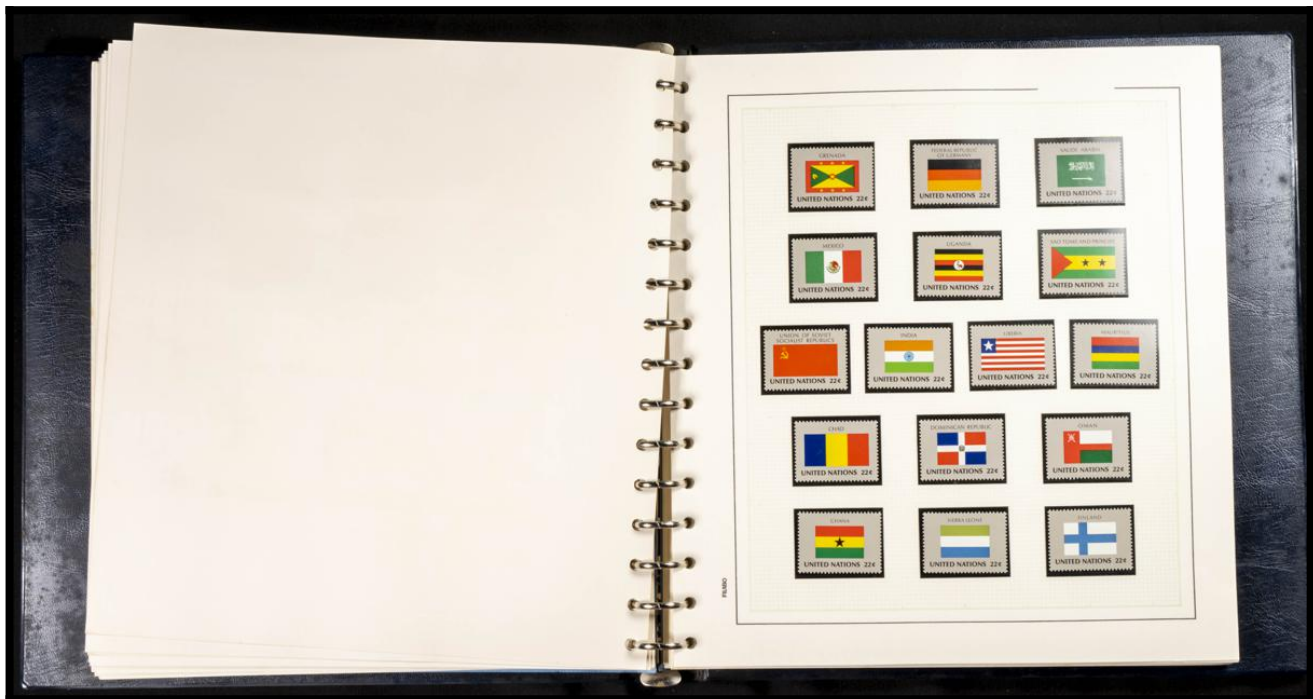 GRENADA
UNITED NATIONS 22¢
FEDERAL REPUBLIC
OF GERMANY
UNITED NATIONS 22¢
SAUDI ARABIA
UNITED NATIONS 22¢
MEXICO
UNITED NATIONS 22¢
UGANDA
UNITED NATIONS 22¢
SAO TOME AND PRINCIPE
UNITED NATIONS 22¢
UNION OF SOVIET
SOCIALIST REPUBLICS
UNITED NATIONS 22¢
INDIA
UNITED NATIONS 22¢
LIBERIA
UNITED NATIONS 22¢
MAURITIUS
UNITED NATIONS 22¢
CHAD
UNITED NATIONS 22¢
DOMINICAN REPUBLIC
UNITED NATIONS 22¢
OMAN
UNITED NATIONS 22¢
GHANA
UNITED NATIONS 22¢
SIERRA LEONE
UNITED NATIONS 22¢
FINLAND
UNITED NATIONS 22¢